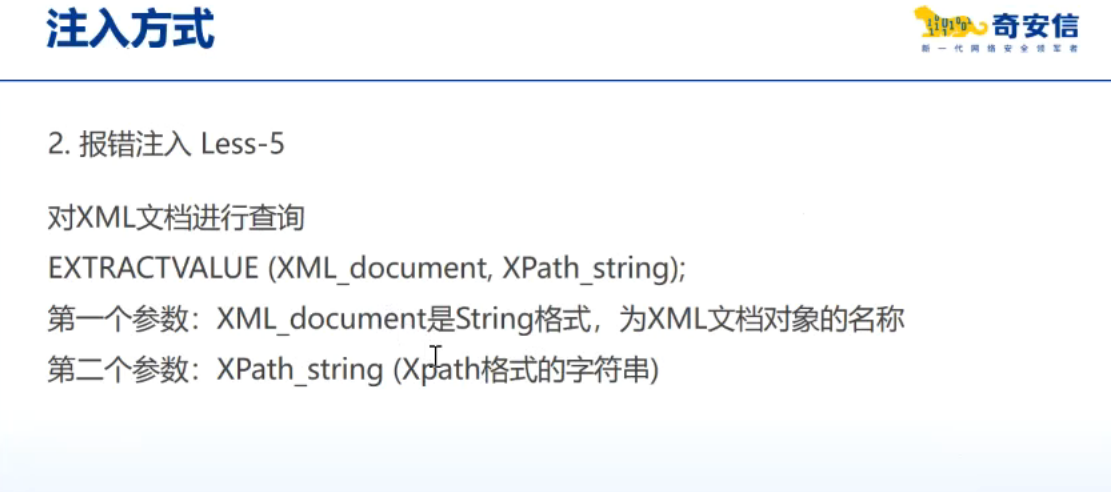 注入方式
奇安信
新一代网络安全领军者
2. 报错注入 Less-5
对XML文档进行查询
EXTRACTVALUE (XML_document, XPath_string);
第一个参数：XML_document是String格式，为XML文档对象的名称
第二个参数：XPath_string (Xpath格式的字符串)